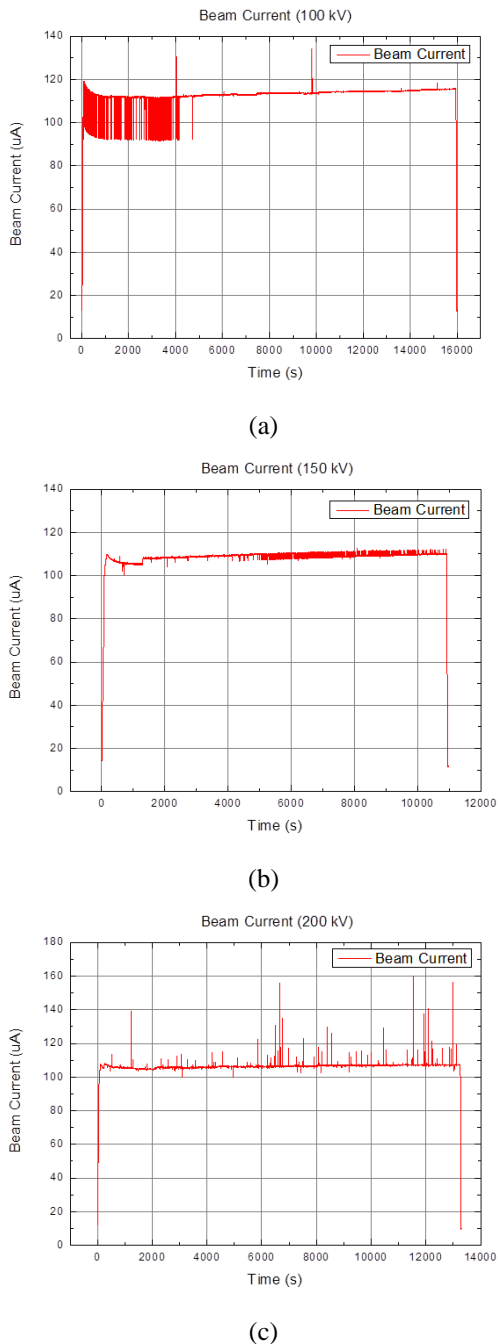 Beam Current (100 kV)
140
Beam Current
120
100
80
60
40
20
0
Beam Current (uA)
0 2000 4000 6000 8000 10000 12000 14000 16000
Time (s)
(a)
Beam Current (150 kV)
140
Beam Current
120
100
80
60
40
20
0
Beam Current (uA)
0 2000 4000 6000 8000 10000 12000
Time (s)
(b)
Beam Current (200 kV)
180
Beam Current
160
140
120
100
80
60
40
20
0
Beam Current (uA)
0 2000 4000 6000 8000 10000 12000 14000
Time (s)
(c)